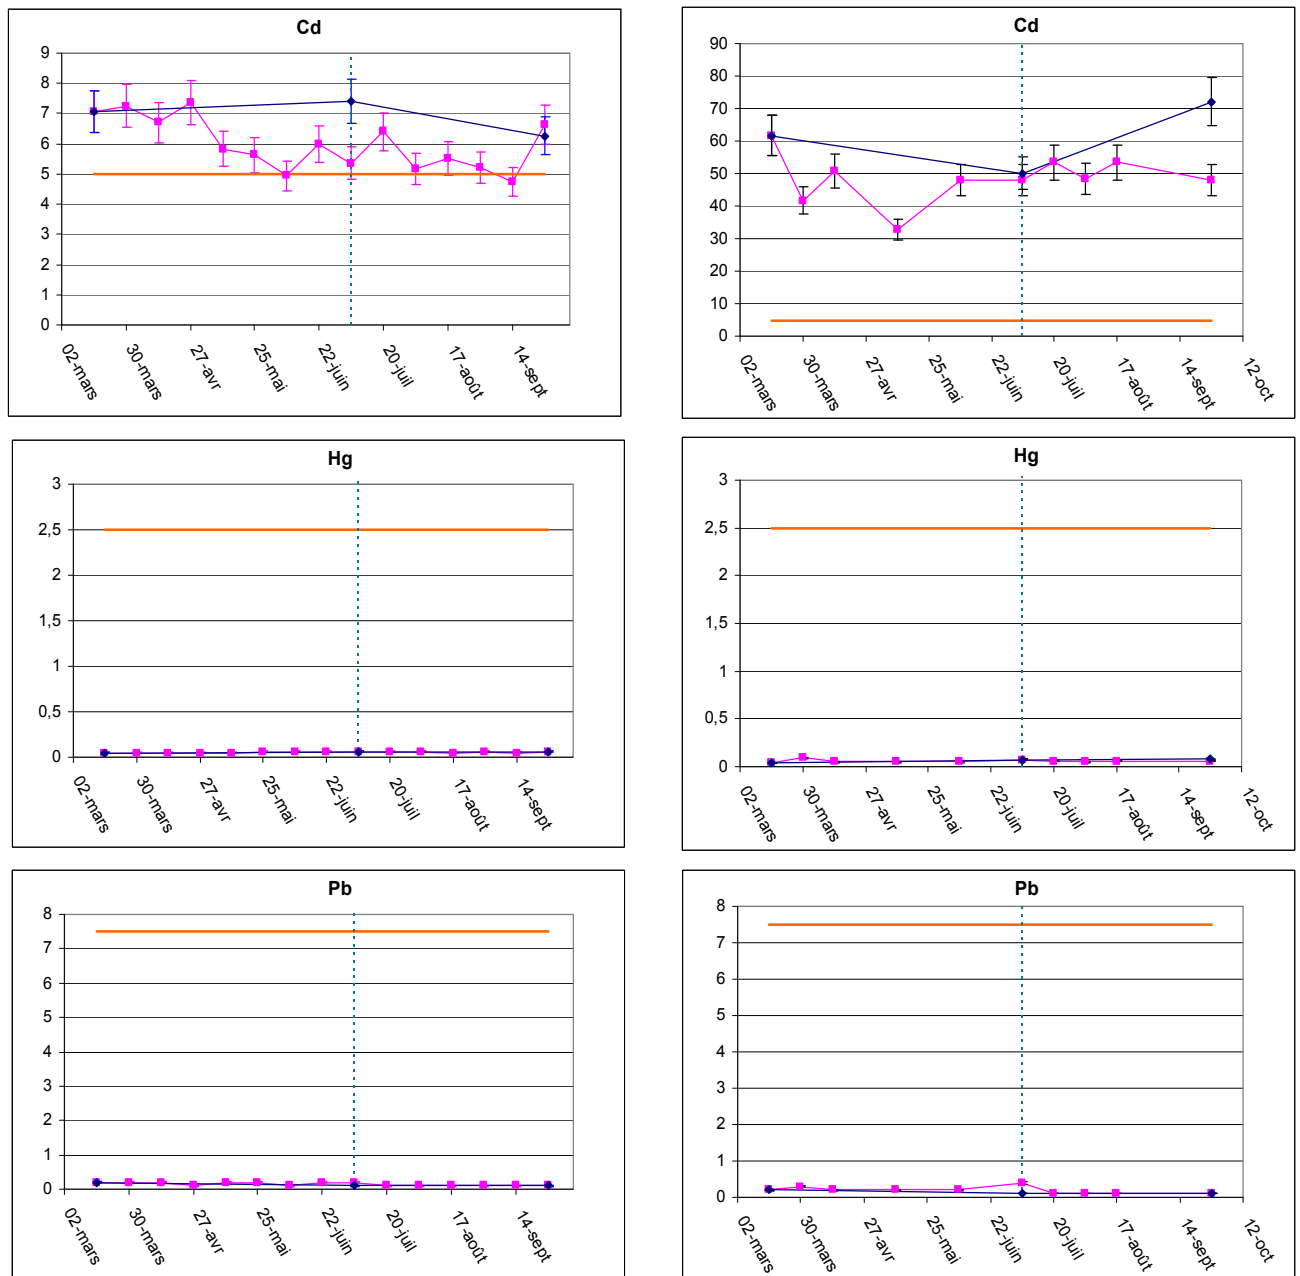 Cd
9
8
7
6
5
4
3
2
1
0
02-mars
30-mars
27-avr
25-mai
22-juin
20-juil
17-août
14-sept
Cd
90
80
70
60
50
40
30
20
10
0
02-mars
30-mars
27-avr
25-mai
22-juin
20-juil
17-août
14-sept
12-oct
Hg
3
2,5
2
1,5
1
0,5
0
02-mars
30-mars
27-avr
25-mai
22-juin
20-juil
17-août
14-sept
Hg
3
2,5
2
1,5
1
0,5
0
02-mars
30-mars
27-avr
25-mai
22-juin
20-juil
17-août
14-sept
12-oct
Pb
8
7
6
5
4
3
2
1
0
02-mars
30-mars
27-avr
25-mai
22-juin
20-juil
17-août
14-sept
Pb
8
7
6
5
4
3
2
1
0
02-mars
30-mars
27-avr
25-mai
22-juin
20-juil
17-août
14-sept
12-oct